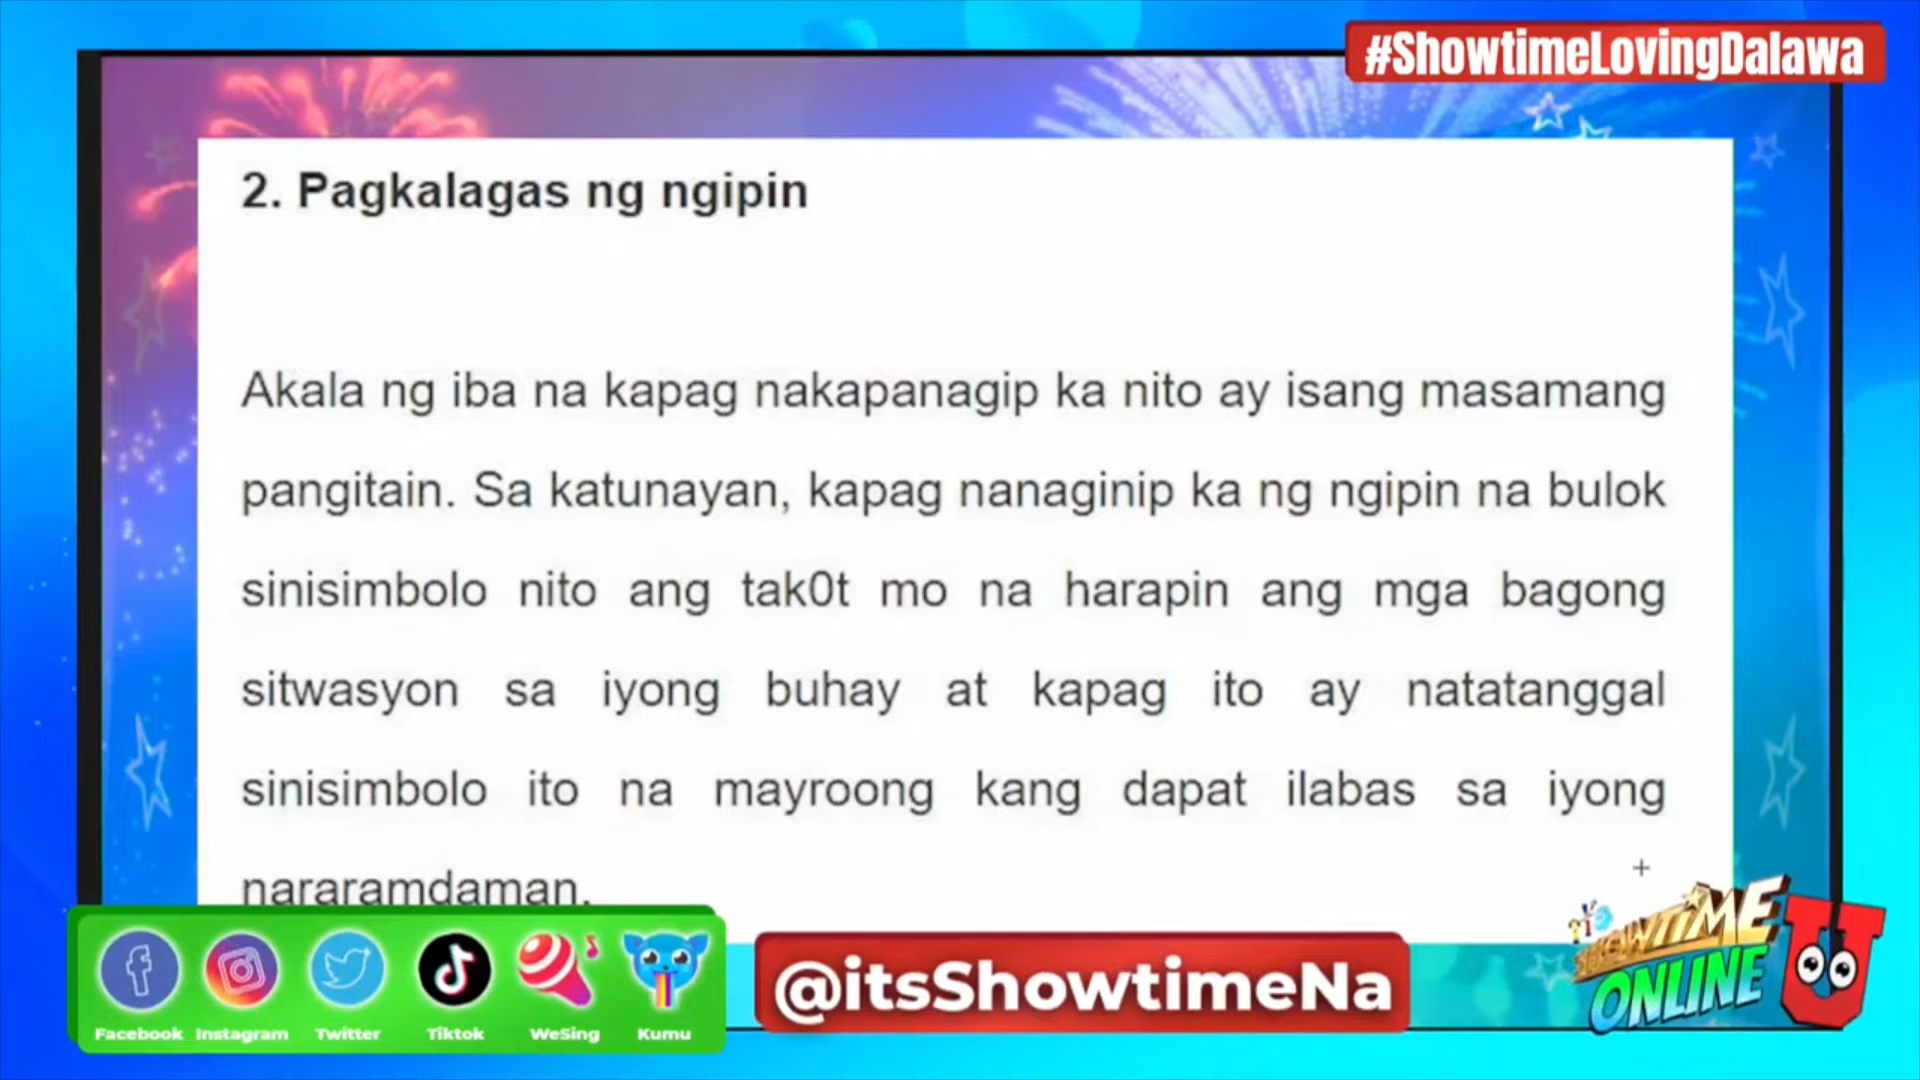 #ShowtimeLovingDalawa
2. Pagkalagas ng ngipin
Akala ng iba na kapag nakapanagip ka nito ay isang masamang
pangitain. Sa katunayan, kapag nanaginip ka ng ngipin na bulok
sinisimbolo nito ang tak0t mo na harapin ang mga bagong
sitwasyon sa iyong buhay at kapag ito ay natatanggal
sinisimbolo ito na mayroong kang dapat ilabas sa iyong
nararamdaman.
Facebook Instagram Twitter Tiktok WeSing Kumu
@itsShowtimeNa
it's
SHOWTIME
ONLINE U